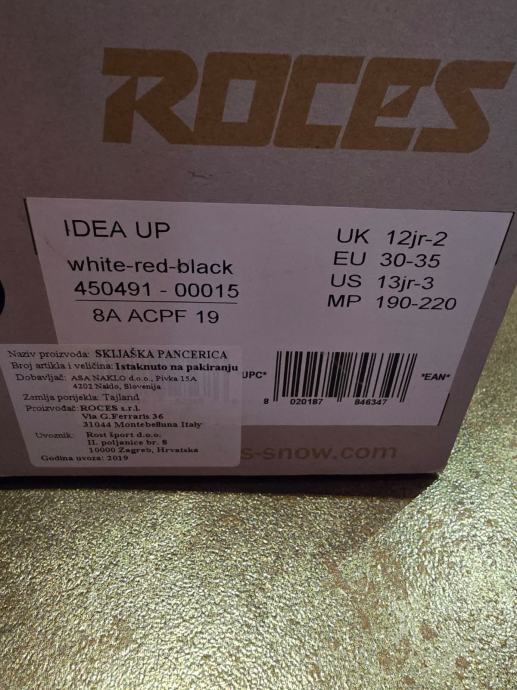 ROCES
IDEA UP
white-red-black
450491 - 00015
8A ACPF 19
UK 12jr-2
EU 30-35
US 13jr-3
MP 190-220
UPC*
*EAN*
8 020187 846347
Naziv proizvoda: SKIJAŠKA PANCERICA
Broj artikla i veličina: Istaknuto na pakiranju
Dobavljač: ASA NAKLO d.o.o., Pivka 15A
4202 Naklo, Slovenija
Zemlja porijekla: Tajland
Proizvođač: ROCES s.r.l.
Via G.Ferraris 36
31044 Montebelluna Italy
Uvoznik: Rost šport d.o.o.
II. poljanice br. 8
10000 Zagreb, Hrvatska
Godina uvoza: 2019
s-snow.com